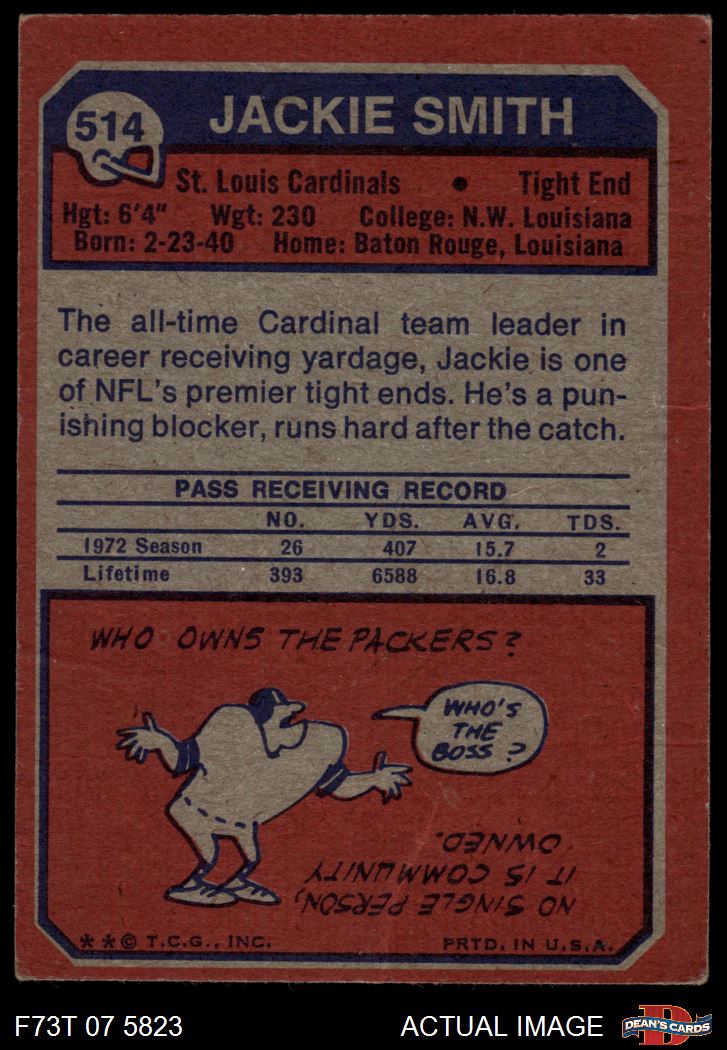 514
JACKIE SMITH
St. Louis Cardinals • Tight End
Hgt: 6'4" Wgt: 230 College: N.W. Louisiana
Born: 2-23-40 Home: Baton Rouge, Louisiana
The all-time Cardinal team leader in
career receiving yardage, Jackie is one
of NFL's premier tight ends. He's a pun-
ishing blocker, runs hard after the catch.
PASS RECEIVING RECORD
NO. YDS. AVG. TDS.
1972 Season 26 407 15.7 2
Lifetime 393 6588 16.8 33
WHO OWNS THE PACKERS?
WHO'S
THE
BOSS?
NO SINGLE PERSON,
IT IS COMMUNITY
OWNED.
**© T.C.G., INC. PRTD. IN U.S.A.
F73T 07 5823 ACTUAL IMAGE
D
DEAN'S CARDS